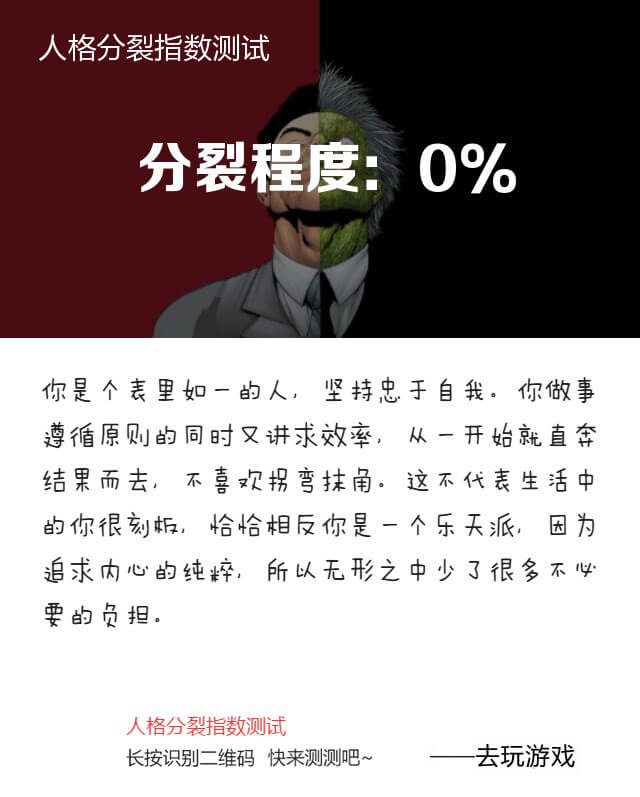 人格分裂指数测试
分裂程度: 0%
你是个表里如一的人, 坚持忠于自我。你做事
遵循原则的同时又讲求效率, 从一开始就直奔
结果而去, 不喜欢拐弯抹角。这不代表生活中
的你很刻板, 恰恰相反你是一个乐天派, 因为
追求内心的纯粹, 所以无形之中少了很多不必
要的负担。
人格分裂指数测试
长按识别二维码 快来测测吧~
——去玩游戏